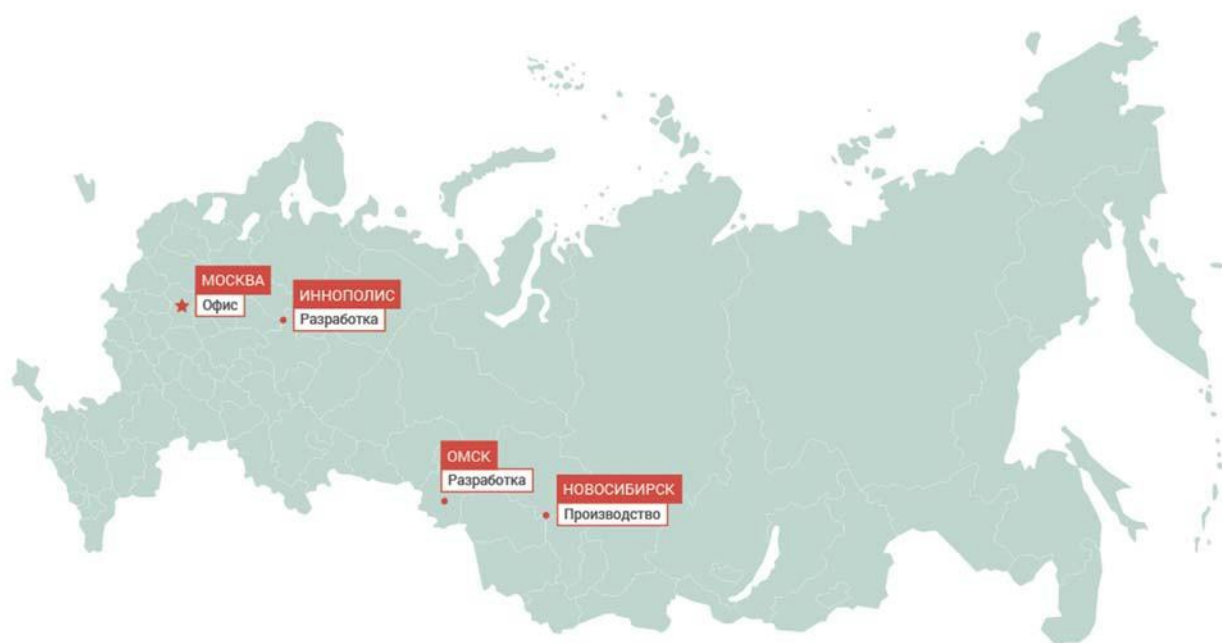 МОСКВА
Офис
ИННОПОЛИС
Разработка
ОМСК
Разработка
НОВОСИБИРСК
Производство